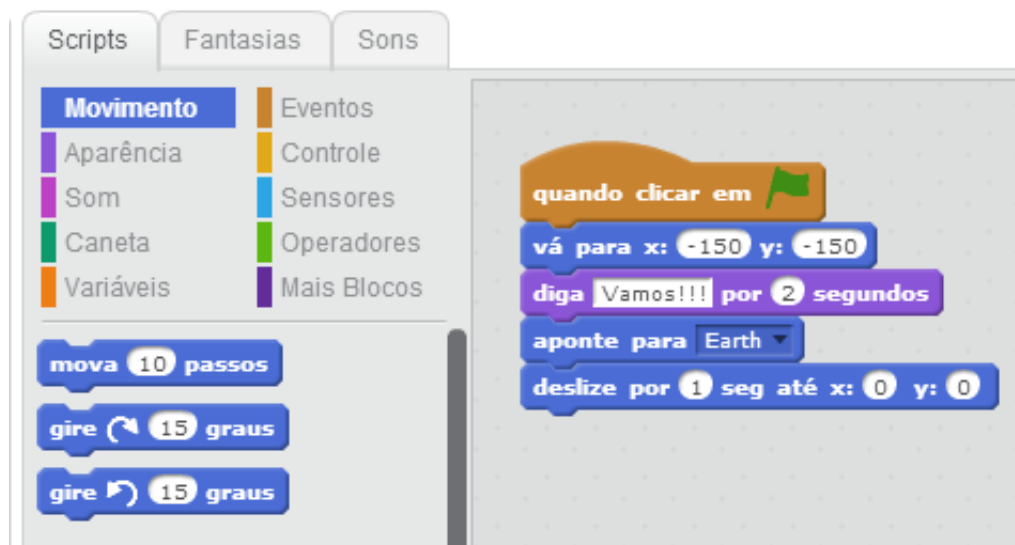 Scripts Fantasias Sons
Movimento Eventos
Aparência Controle
Som Sensores
Caneta Operadores
Variáveis Mais Blocos
mova 10 passos
gire 15 graus
gire 15 graus
quando clicar em
vá para x: -150 y: -150
diga Vamos!!! por 2 segundos
aponte para Earth
deslize por 1 seg até x: 0 y: 0